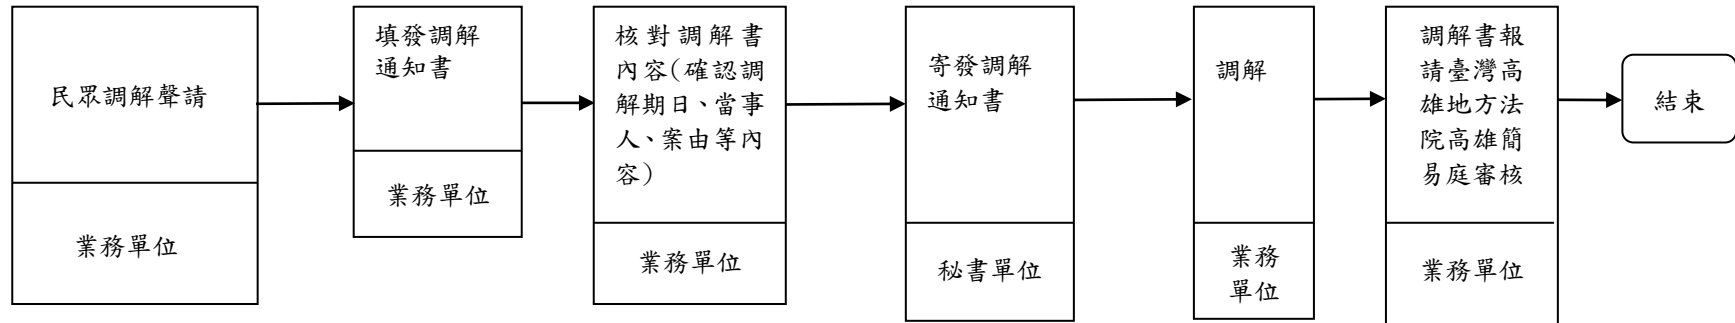 民眾調解聲請
業務單位
填發調解
通知書
業務單位
核對調解書
內容(確認調
解期日、當事
人、案由等內
容)
業務單位
寄發調解
通知書
秘書單位
調解
業務
單位
調解書報
請臺灣高
雄地方法
院高雄簡
易庭審核
業務單位
結束